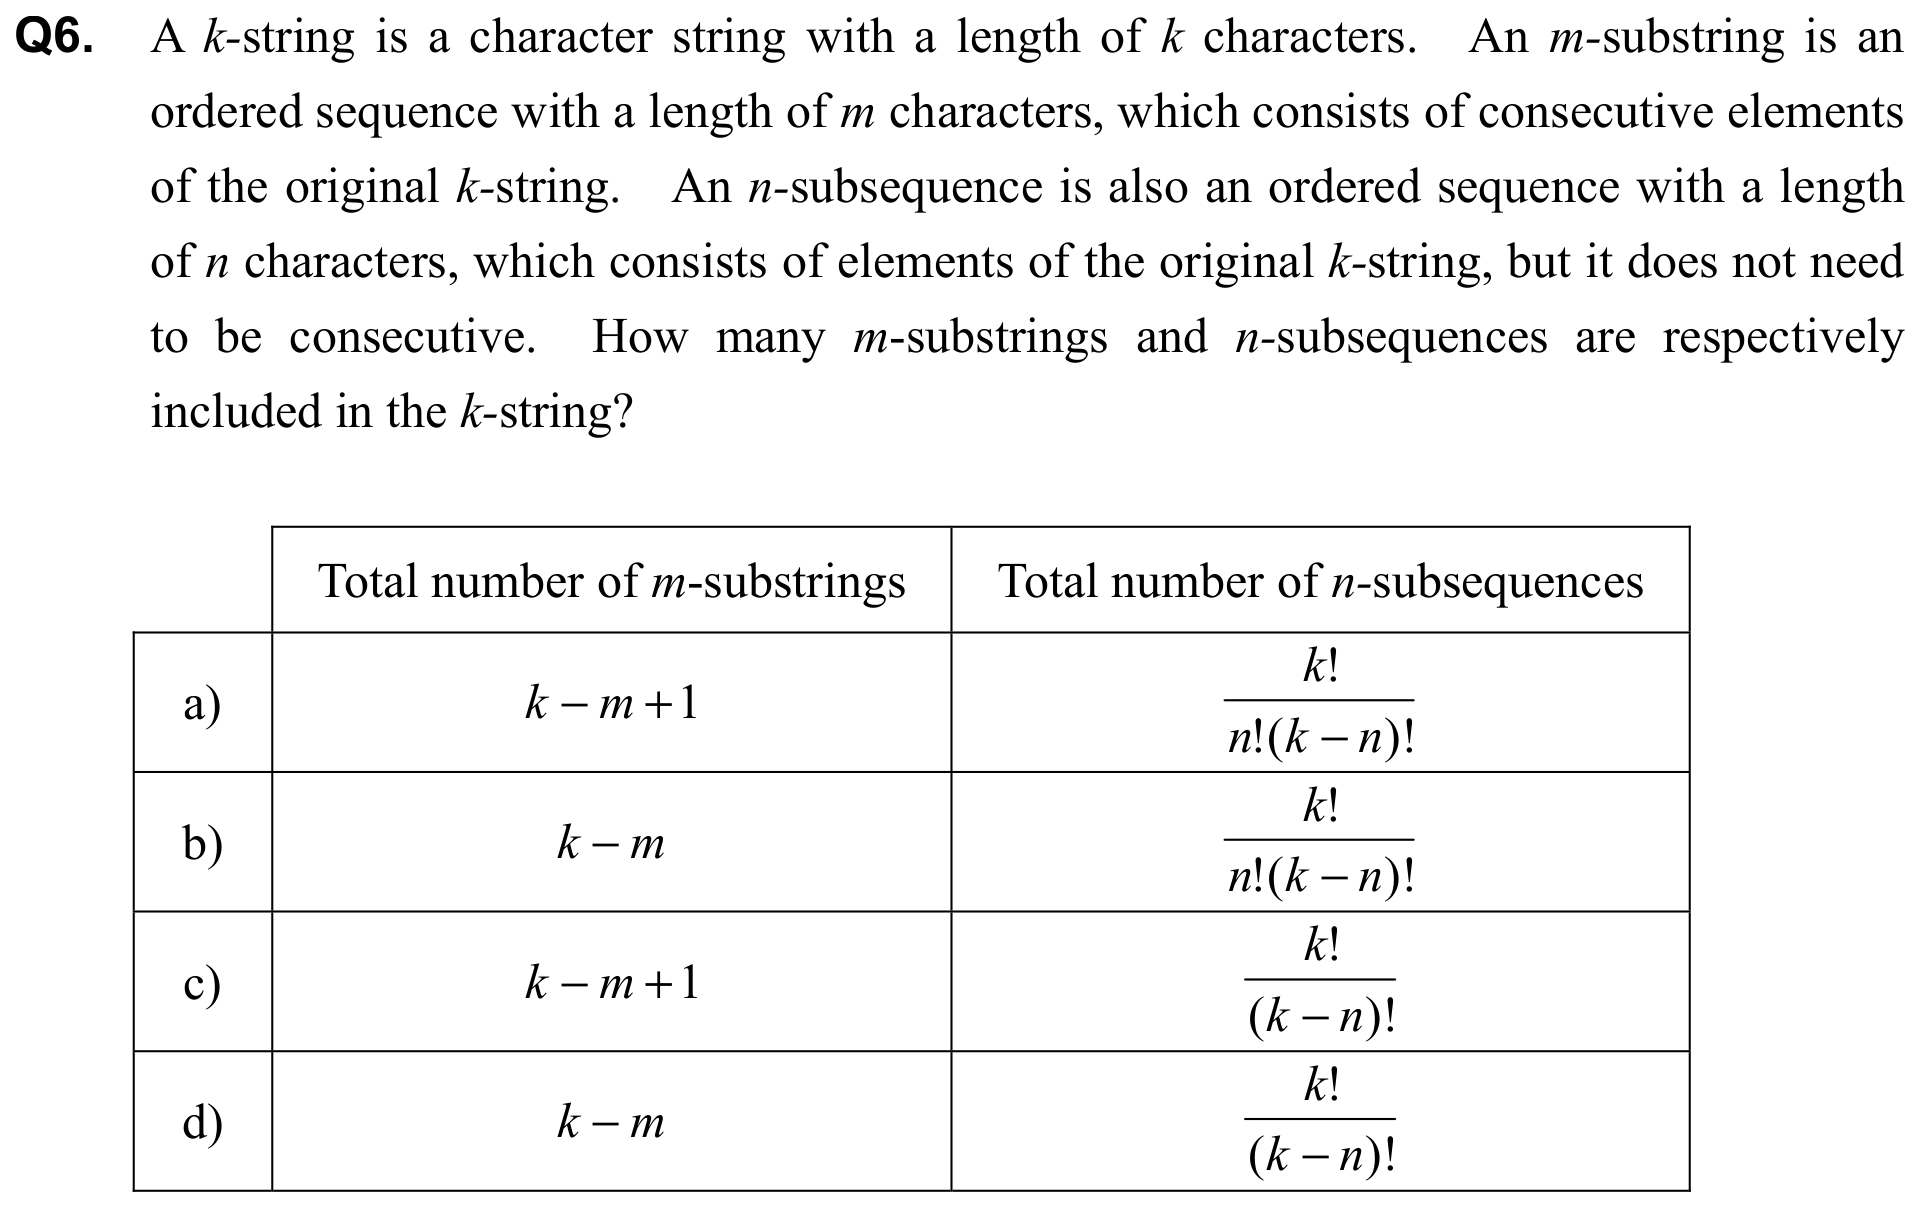 Q6. A k-string is a character string with a length of k characters. An m-substring is an
ordered sequence with a length of m characters, which consists of consecutive elements
of the original k-string. An n-subsequence is also an ordered sequence with a length
of n characters, which consists of elements of the original k-string, but it does not need
to be consecutive. How many m-substrings and n-subsequences are respectively
included in the k-string?
Total number of m-substrings Total number of n-subsequences
a) k − m + 1 k! / n!(k − n)!
b) k − m k! / n!(k − n)!
c) k − m + 1 k! / (k − n)!
d) k − m k! / (k − n)!